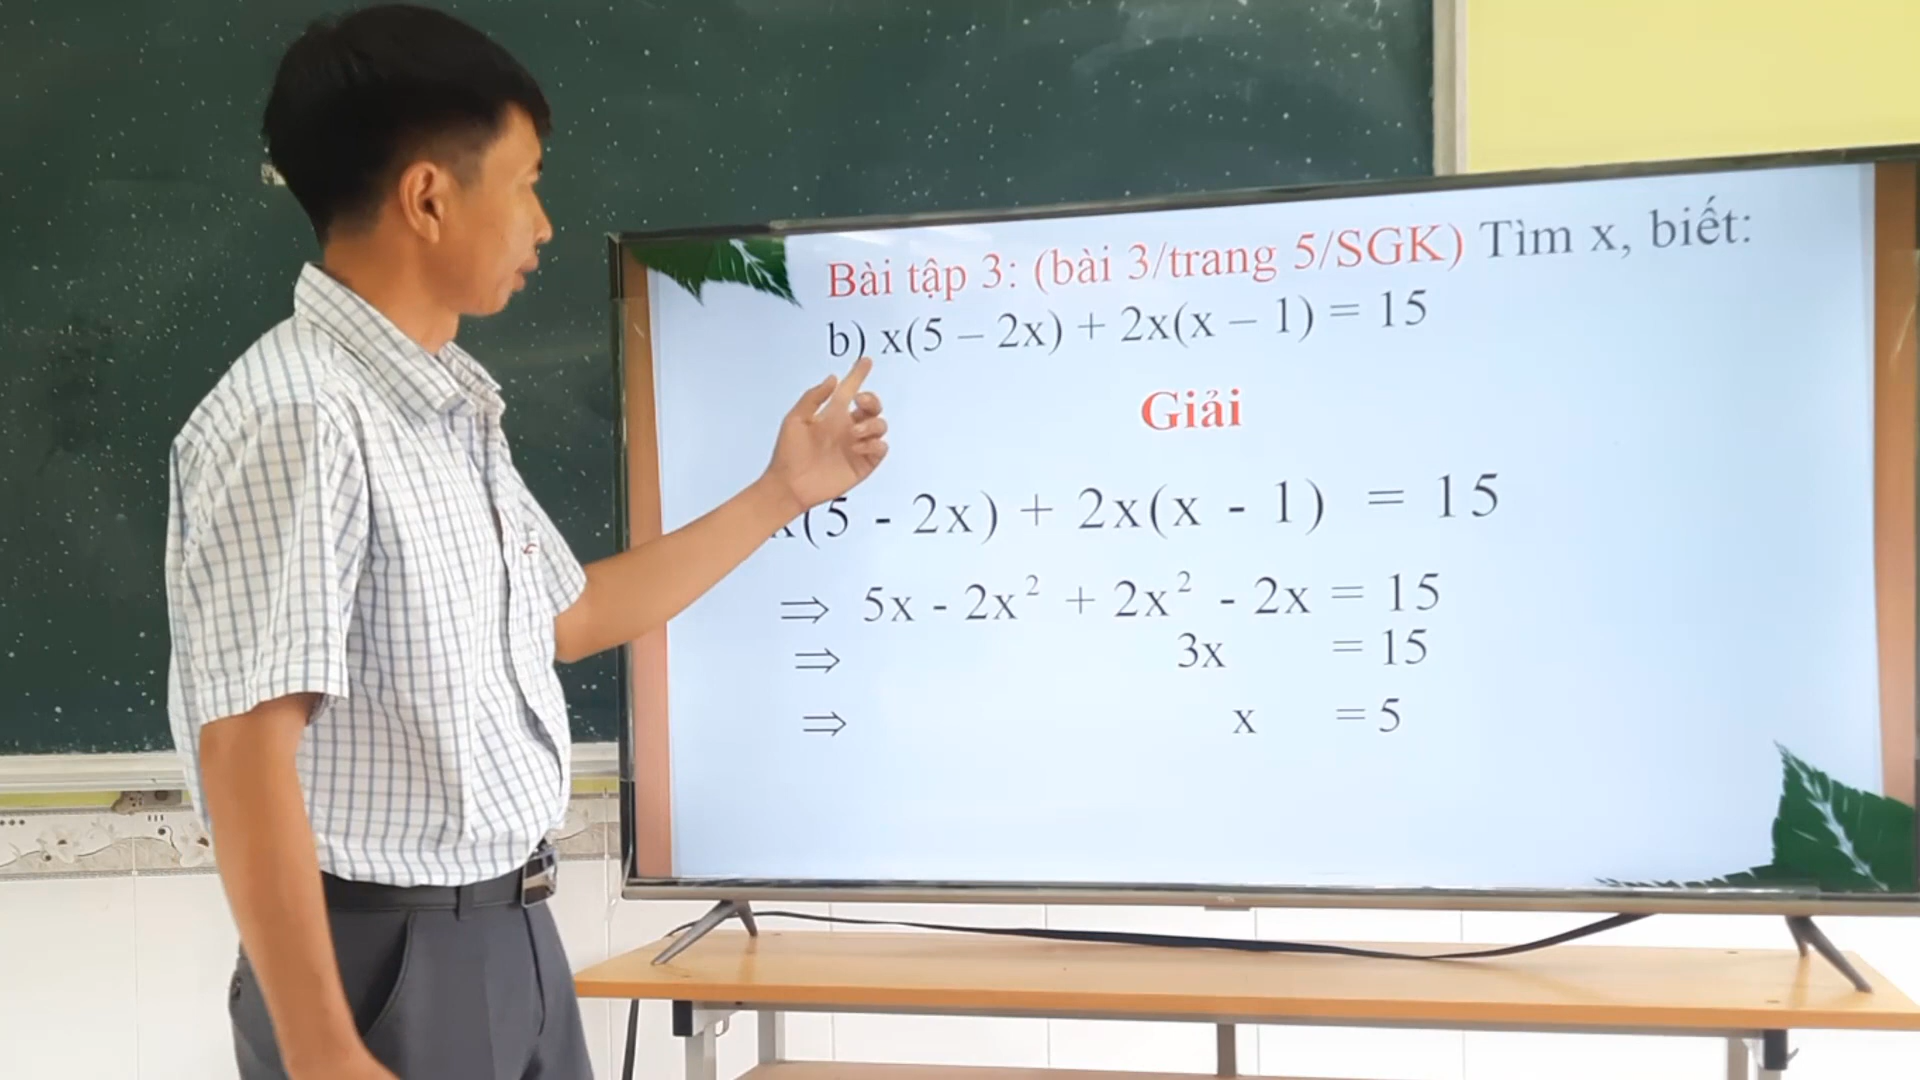 Bài tập 3: (bài 3/trang 5/SGK) Tìm x, biết:
b) x(5 – 2x) + 2x(x – 1) = 15
Giải
x(5 - 2x) + 2x(x - 1) = 15
⇒ 5x - 2x² + 2x² - 2x = 15
⇒ 3x = 15
⇒ x = 5